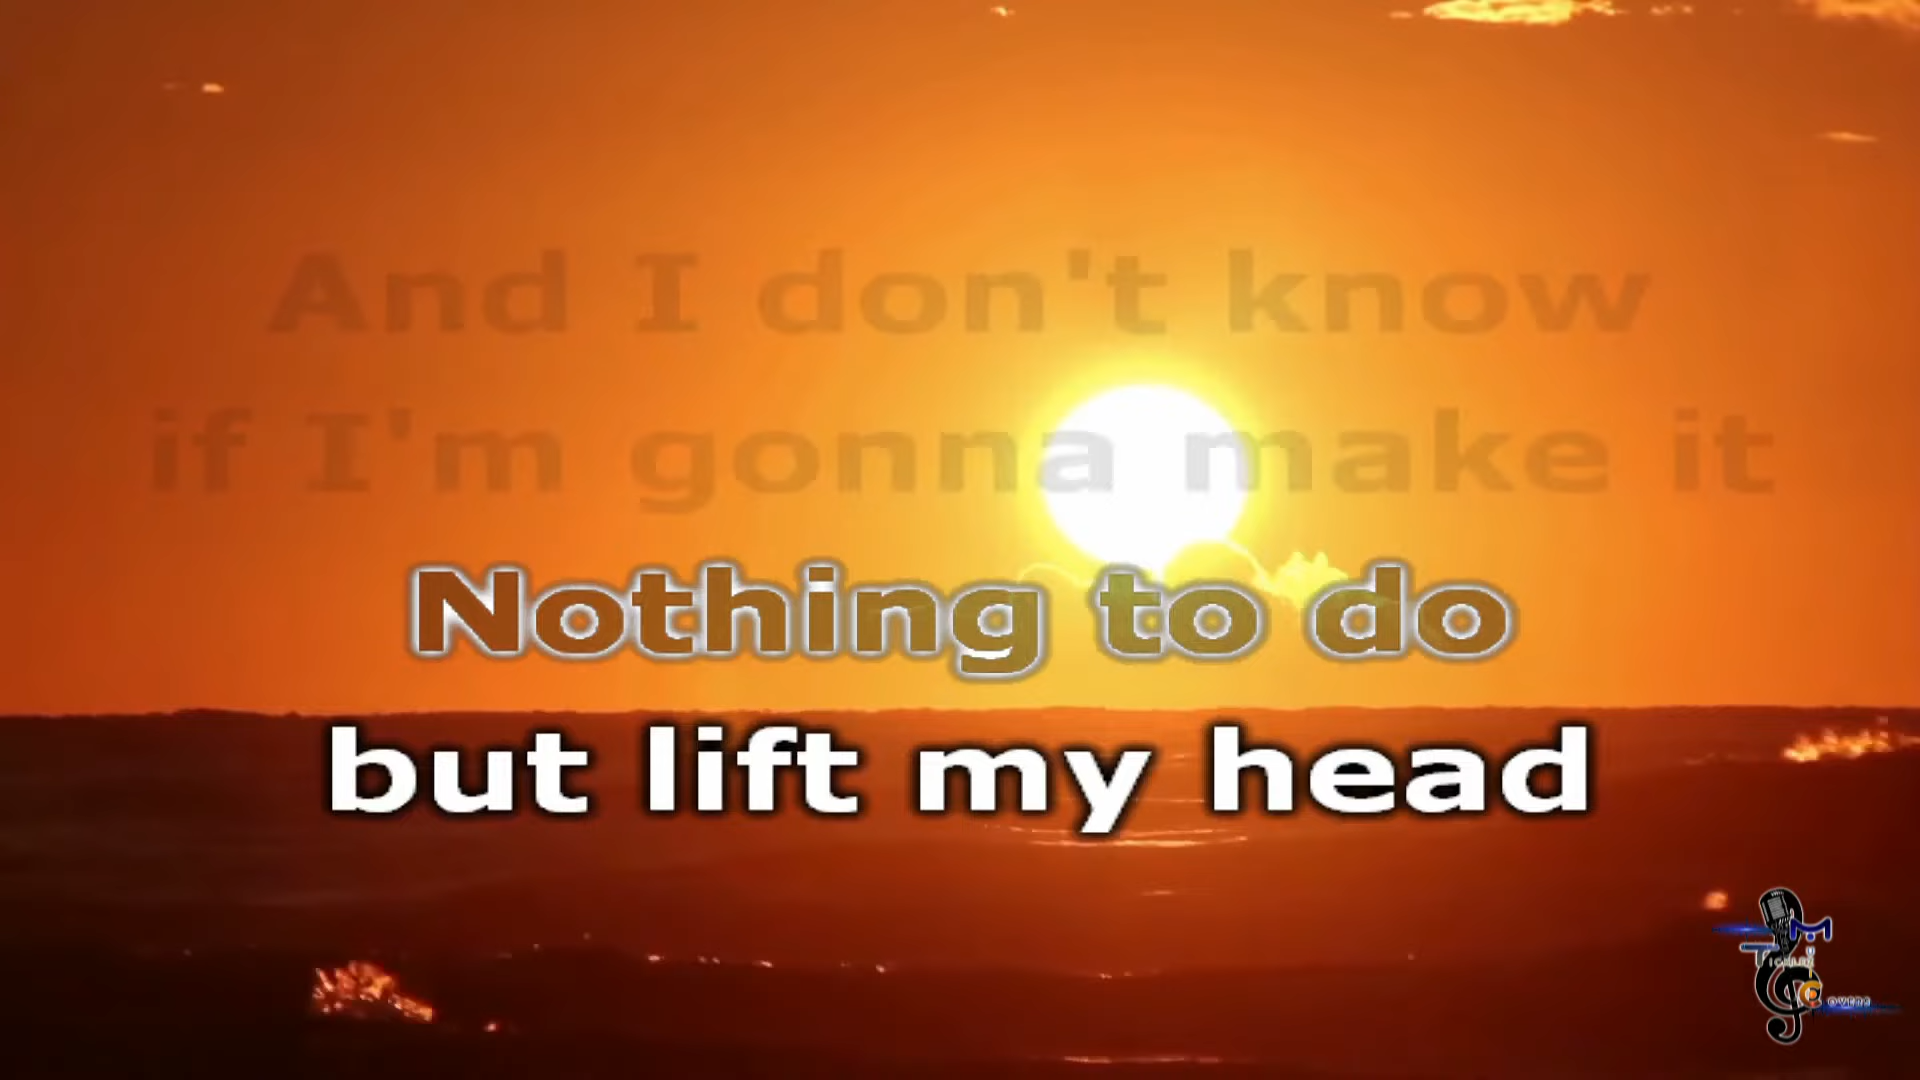 And I don't know
if I'm gonna make it
Nothing to do
but lift my head